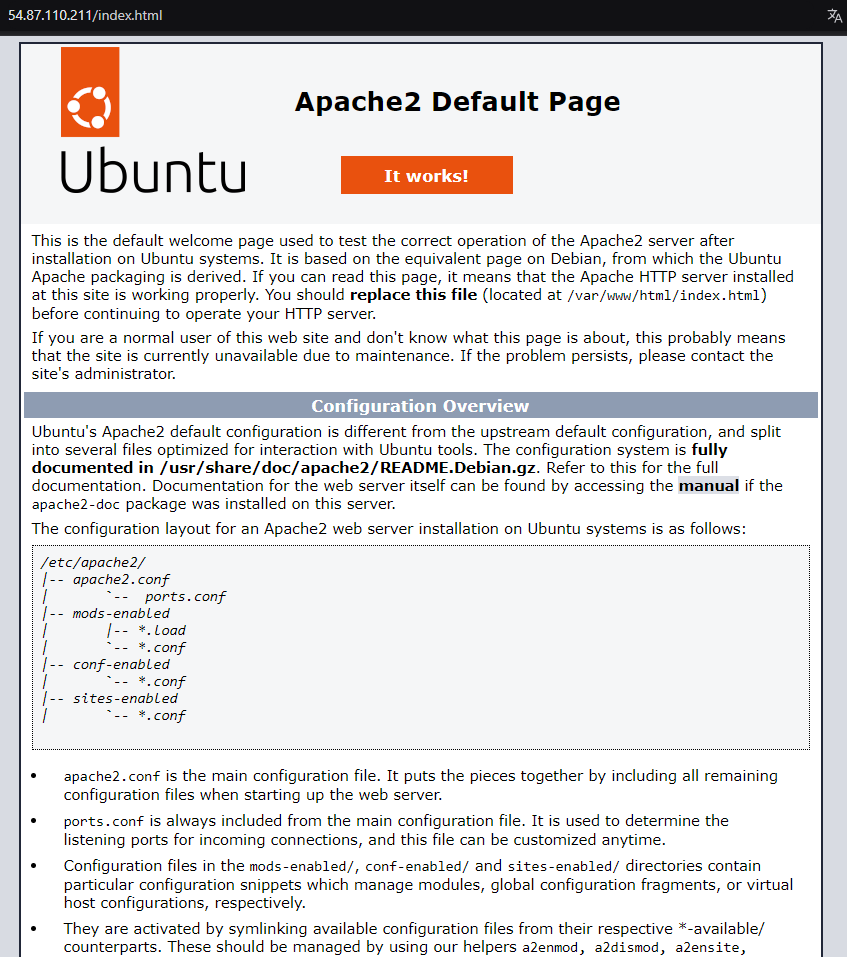 54.87.110.211/index.html
Apache2 Default Page
Ubuntu
It works!
This is the default welcome page used to test the correct operation of the Apache2 server after
installation on Ubuntu systems. It is based on the equivalent page on Debian, from which the Ubuntu
Apache packaging is derived. If you can read this page, it means that the Apache HTTP server installed
at this site is working properly. You should replace this file (located at /var/www/html/index.html)
before continuing to operate your HTTP server.
If you are a normal user of this web site and don't know what this page is about, this probably means
that the site is currently unavailable due to maintenance. If the problem persists, please contact the
site's administrator.
Configuration Overview
Ubuntu's Apache2 default configuration is different from the upstream default configuration, and split
into several files optimized for interaction with Ubuntu tools. The configuration system is fully
documented in /usr/share/doc/apache2/README.Debian.gz. Refer to this for the full
documentation. Documentation for the web server itself can be found by accessing the manual if the
apache2-doc package was installed on this server.
The configuration layout for an Apache2 web server installation on Ubuntu systems is as follows:
/etc/apache2/
|-- apache2.conf
|       `--  ports.conf
|-- mods-enabled
|       |-- *.load
|       `-- *.conf
|-- conf-enabled
|       `-- *.conf
|-- sites-enabled
|       `-- *.conf
• apache2.conf is the main configuration file. It puts the pieces together by including all remaining
configuration files when starting up the web server.
• ports.conf is always included from the main configuration file. It is used to determine the
listening ports for incoming connections, and this file can be customized anytime.
• Configuration files in the mods-enabled/, conf-enabled/ and sites-enabled/ directories contain
particular configuration snippets which manage modules, global configuration fragments, or virtual
host configurations, respectively.
• They are activated by symlinking available configuration files from their respective *-available/
counterparts. These should be managed by using our helpers a2enmod, a2dismod, a2ensite,